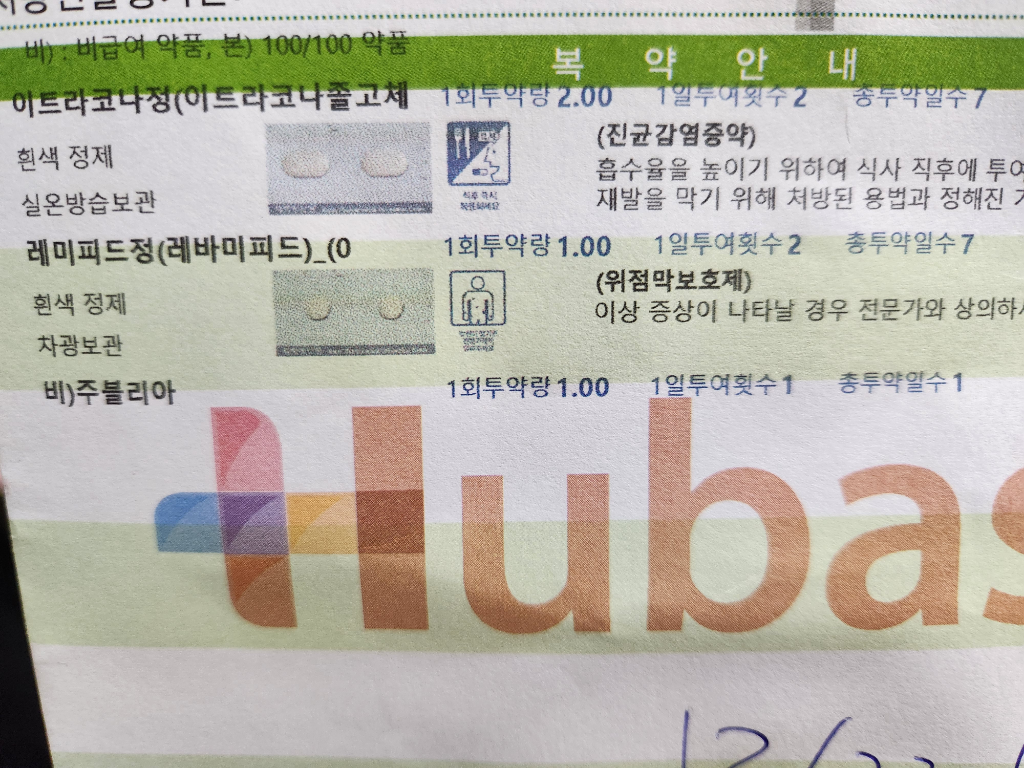 비) : 비급여 약품, 본) 100/100 약품
복 약 안 내
이트라코나정(이트라코나졸고체 1회투약량 2.00 1일투여횟수 2 총투약일수 7
(진균감염증약)
흰색 정제
흡수율을 높이기 위하여 식사 직후에 투여
실온방습보관
재발을 막기 위해 처방된 용법과 정해진
레미피드정(레바미피드)_(0 1회투약량 1.00 1일투여횟수 2 총투약일수 7
(위점막보호제)
흰색 정제
이상 증상이 나타날 경우 전문가와 상의하
차광보관
비)주블리아 1회투약량 1.00 1일투여횟수 1 총투약일수 1
Hubas